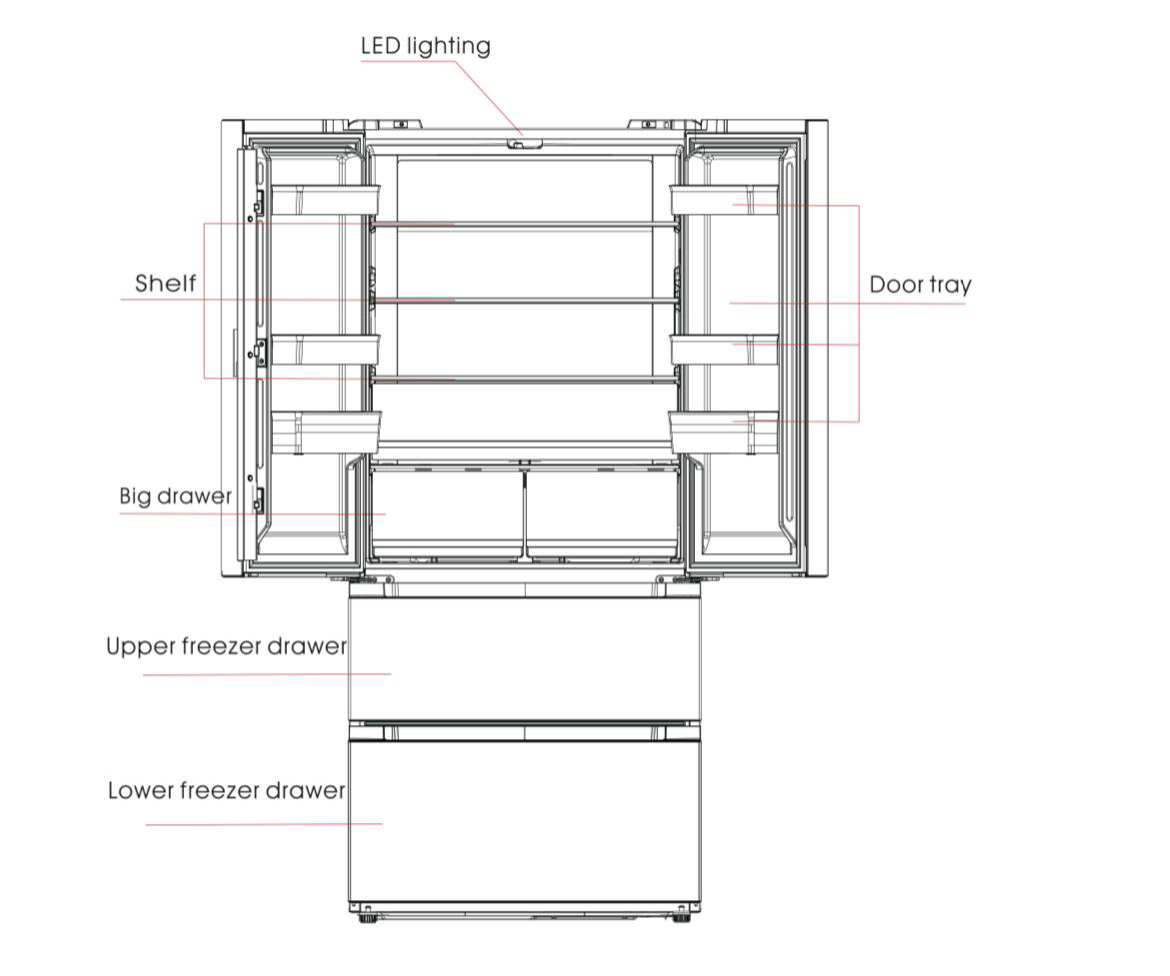 LED lighting
Shelf
Door tray
Big drawer
Upper freezer drawer
Lower freezer drawer